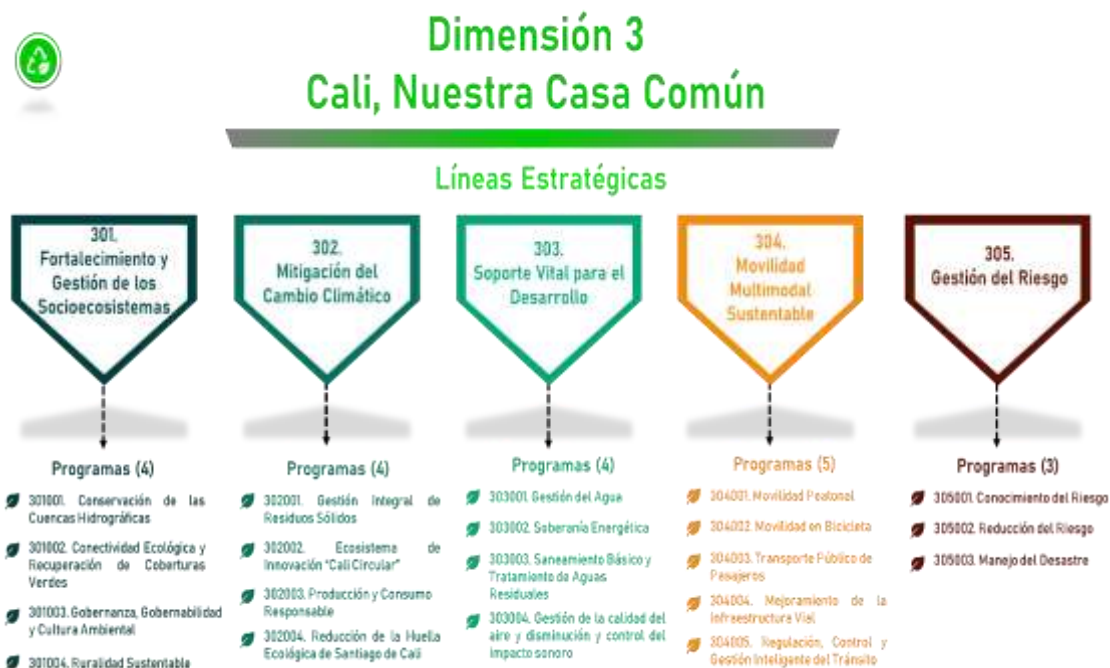 Dimensión 3
Cali, Nuestra Casa Común
Líneas Estratégicas
301.
Fortalecimiento y
Gestión de los
Socioecosistemas
302.
Mitigación del
Cambio Climático
303.
Soporte Vital para el
Desarrollo
304.
Movilidad
Multimodal
Sustentable
305.
Gestión del Riesgo
Programas (4)
301001. Conservación de las
Cuencas Hidrográficas
301002. Conectividad Ecológica y
Recuperación de Coberturas
Verdes
301003. Gobernanza, Gobernabilidad
y Cultura Ambiental
301004. Ruralidad Sustentable
Programas (4)
302001. Gestión Integral de
Residuos Sólidos
302002. Ecosistema de
Innovación "Cali Circular"
302003. Producción y Consumo
Responsable
302004. Reducción de la Huella
Ecológica de Santiago de Cali
Programas (4)
303001. Gestión del Agua
303002. Soberanía Energética
303003. Saneamiento Básico y
Tratamiento de Aguas
Residuales
303004. Gestión de la calidad del
aire y disminución y control del
impacto sonoro
Programas (5)
304001. Movilidad Peatonal
304002. Movilidad en Bicicleta
304003. Transporte Público de
Pasajeros
304004. Mejoramiento de la
Infraestructura Vial
304005. Regulación, Control y
Gestión Inteligente del Tránsito
Programas (3)
305001. Conocimiento del Riesgo
305002. Reducción del Riesgo
305003. Manejo del Desastre